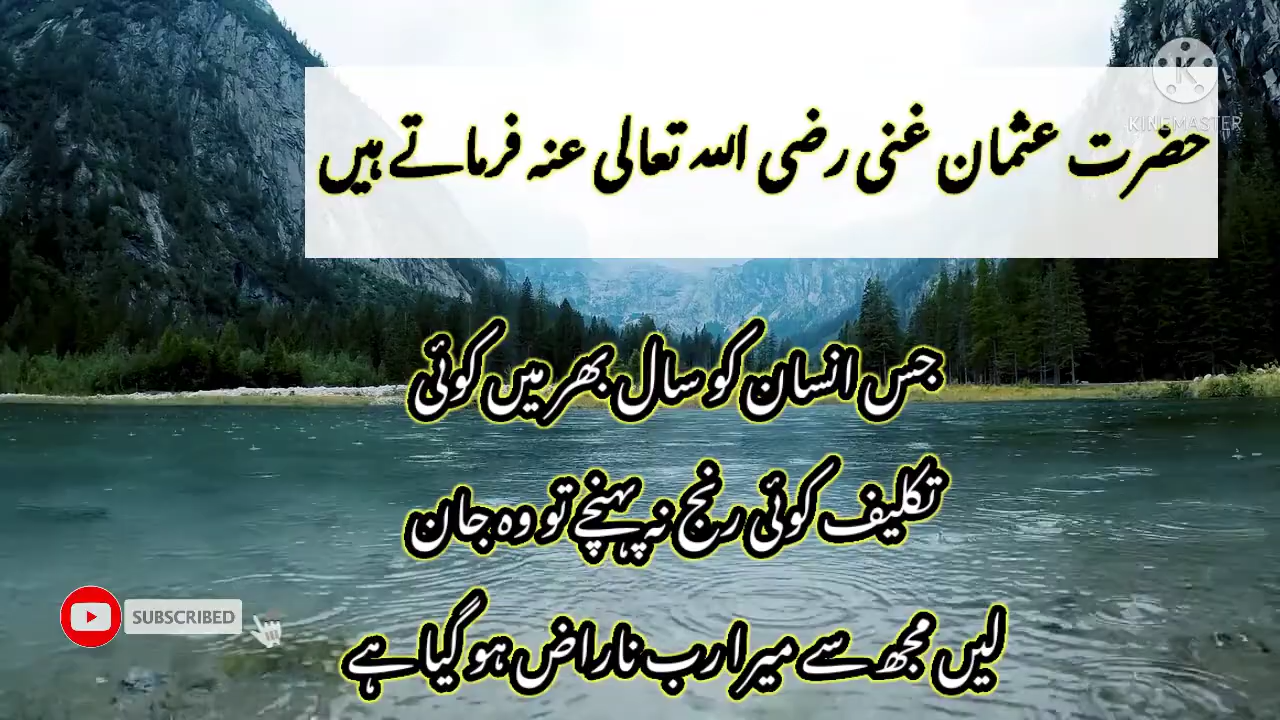 KINEMASTER
حضرت عثمان غنی رضی اللہ تعالی عنہ فرماتے ہیں
جس انسان کو سال بھر میں کوئی
تکلیف کوئی رنج نہ پہنچے تو وہ جان
SUBSCRIBED
لیں مجھ سے میرا رب ناراض ہو گیا ہے